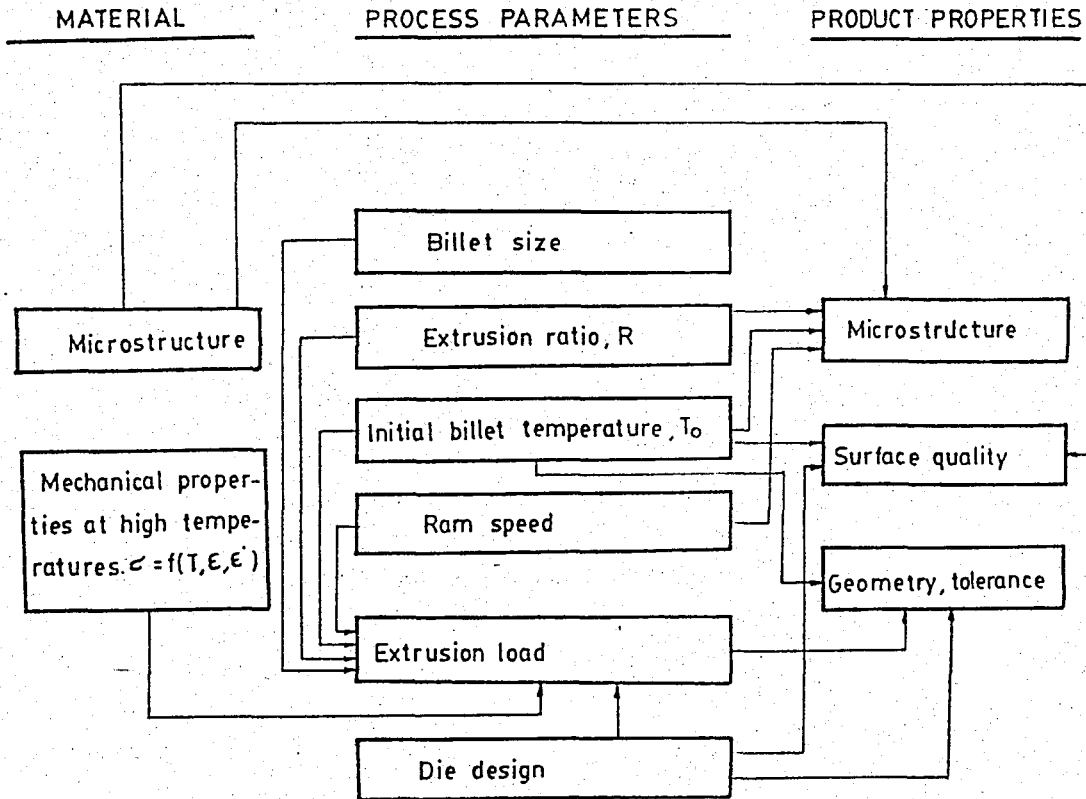 MATERIAL
PROCESS PARAMETERS
PRODUCT PROPERTIES
Billet size
Microstructure
Extrusion ratio, R
Microstructure
Initial billet temperature, To
Surface quality
Mechanical proper-
ties at high tempe-
ratures. σ = f(T, ε, ε̇)
Ram speed
Geometry, tolerance
Extrusion load
Die design